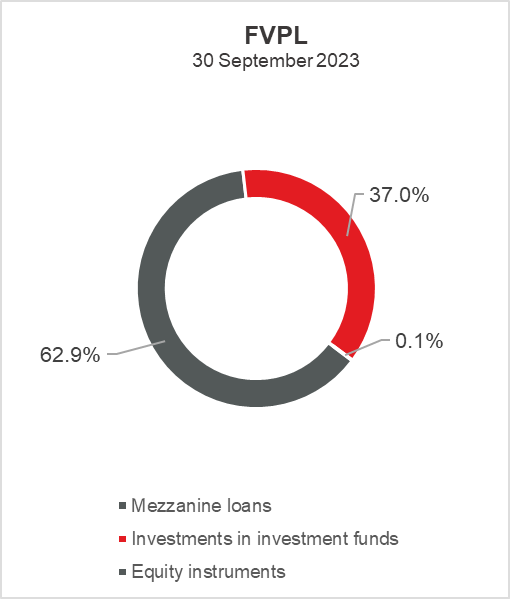 FVPL
30 September 2023
37.0%
0.1%
62.9%
Mezzanine loans
Investments in investment funds
Equity instruments